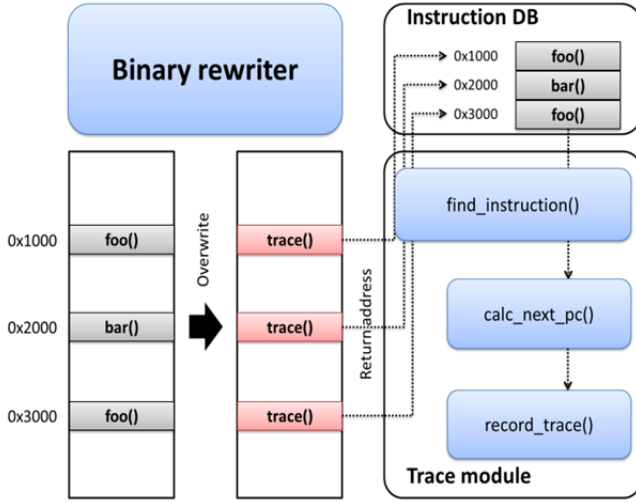 Binary rewriter
Instruction DB
0x1000
foo()
0x2000
bar()
0x3000
foo()
0x1000
foo()
0x2000
bar()
0x3000
foo()
Overwrite
trace()
trace()
trace()
Return address
find_instruction()
calc_next_pc()
record_trace()
Trace module